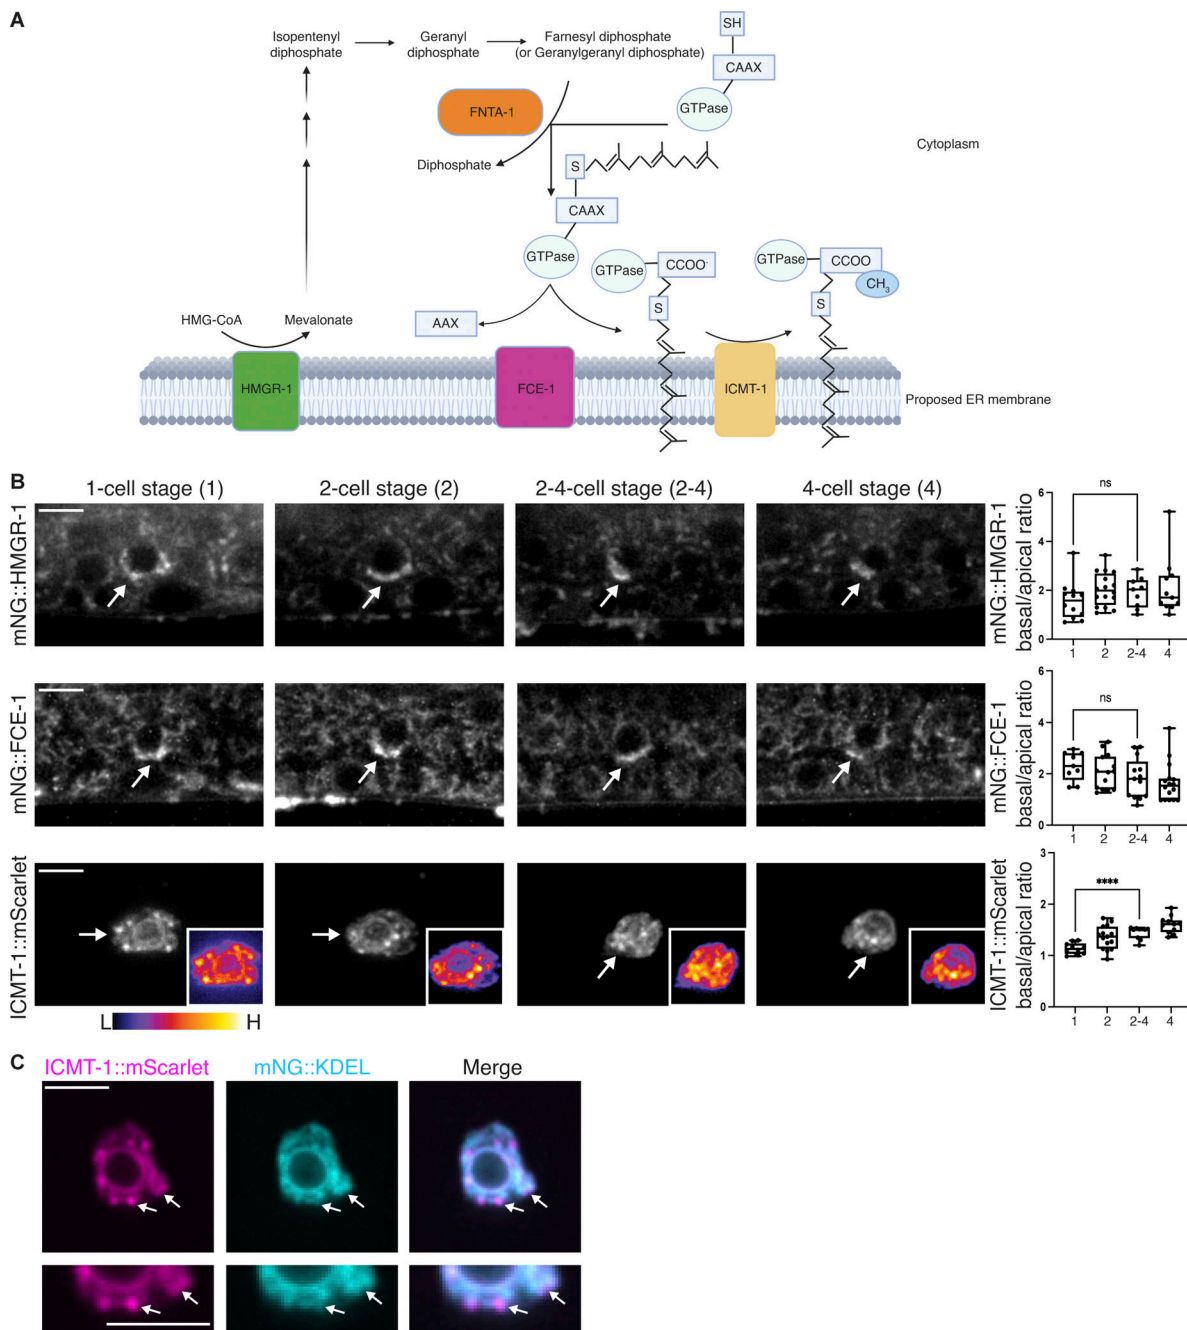 A
Isopentenyl
diphosphate
Geranyl
diphosphate
Farnesyl diphosphate
(or Geranylgeranyl diphosphate)
SH
CAAX
GTPase
FNTA-1
Cytoplasm
Diphosphate
S
CAAX
GTPase
GTPase
CCOO-
S
GTPase
CCOO
CH3
S
AAX
HMG-CoA
Mevalonate
HMGR-1
FCE-1
ICMT-1
Proposed ER membrane
B
1-cell stage (1)
2-cell stage (2)
2-4-cell stage (2-4)
4-cell stage (4)
mNG::HMGR-1
mNG::HMGR-1
basal/apical ratio
6
4
2
0
ns
1
2
2-4
4
mNG::FCE-1
mNG::FCE-1
basal/apical ratio
6
4
2
0
ns
1
2
2-4
4
ICMT-1::mScarlet
L
H
ICMT-1::mScarlet
basal/apical ratio
3
2
1
0
****
1
2
2-4
4
C
ICMT-1::mScarlet
mNG::KDEL
Merge